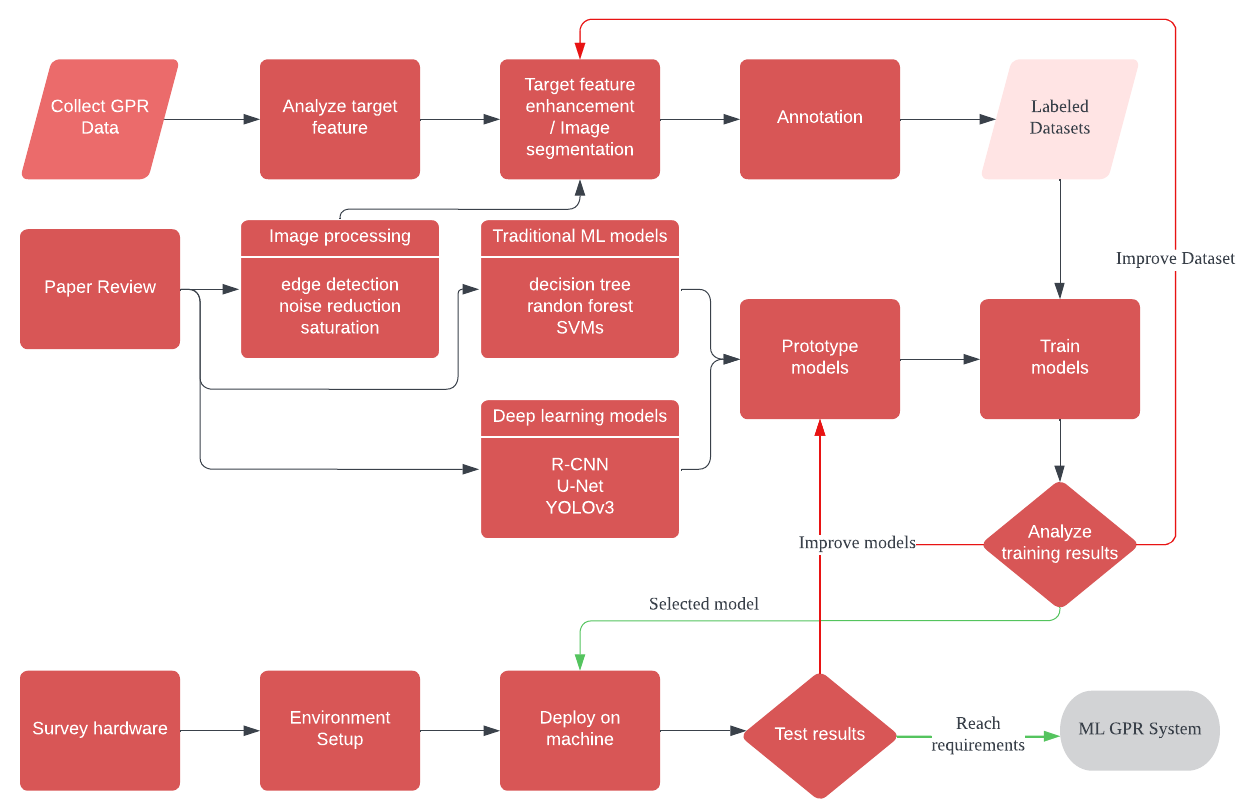 Collect GPR
Data
Analyze target
feature
Target feature
enhancement
/ Image
segmentation
Annotation
Labeled
Datasets
Paper Review
Image processing
edge detection
noise reduction
saturation
Traditional ML models
decision tree
randon forest
SVMs
Improve Dataset
Prototype
models
Train
models
Deep learning models
R-CNN
U-Net
YOLOv3
Improve models
Analyze
training results
Selected model
Survey hardware
Environment
Setup
Deploy on
machine
Test results
Reach
requirements
ML GPR System